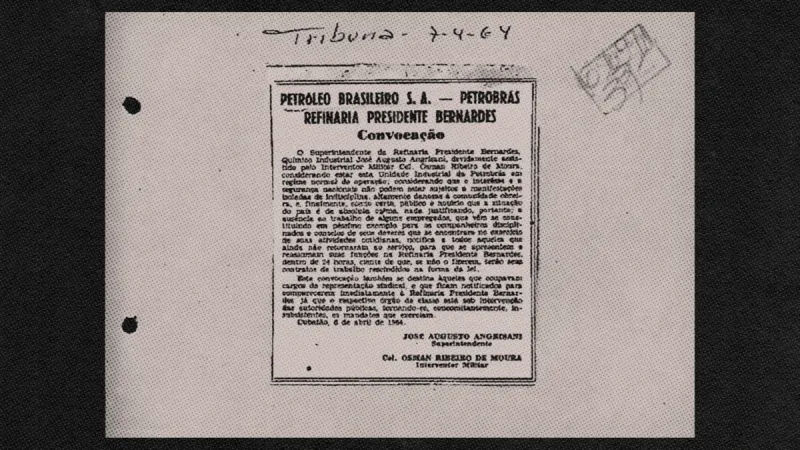 Tribuna - 7-4-64
PETRÓLEO BRASILEIRO S. A. — PETROBRÁS
REFINARIA PRESIDENTE BERNARDES
Convocação
O Superintendente da Refinaria Presidente Bernardes,
Químico Industrial José Augusto Angrisani, devidamente assis-
tido pelo Interventor Militar Cel. Osman Ribeiro de Moura,
considerando estar esta Unidade Industrial da Petrobrás em
regime normal de operação; considerando que o interêsse e a
segurança nacionais não podem estar sujeitos a manifestações
isoladas de indisciplina, altamente danosas à comunidade obrei-
ra, e, finalmente, como certo, público e notório que a situação
do país é de absoluta calma, nada justificando, portanto, a
ausência ao trabalho de alguns empregados, que vêm se cons-
tituindo em péssimo exemplo para os companheiros discipli-
nados e conscios de seus deveres que se encontram no exercício
de suas atividades cotidianas, notifica a todos aqueles que
ainda não retornaram ao serviço, para que se apresentem e
reassumam suas funções na Refinaria Presidente Bernardes,
dentro de 24 horas, ciente de que, se não o fizerem, terão seus
contratos de trabalho rescindidos na forma da lei.
Esta convocação também se destina àqueles que ocupavam
cargos de representação sindical, e que ficam notificados para
comparecerem imediatamente à Refinaria Presidente Bernar-
des já que o respectivo órgão de classe está sob intervenção
das autoridades públicas, tornando-se, concomitantemente, in-
subsistentes, os mandatos que exerciam.
Cubatão, 6 de abril de 1964.
JOSÉ AUGUSTO ANGRISANI
Superintendente
Cel. OSMAN RIBEIRO DE MOURA
Interventor Militar